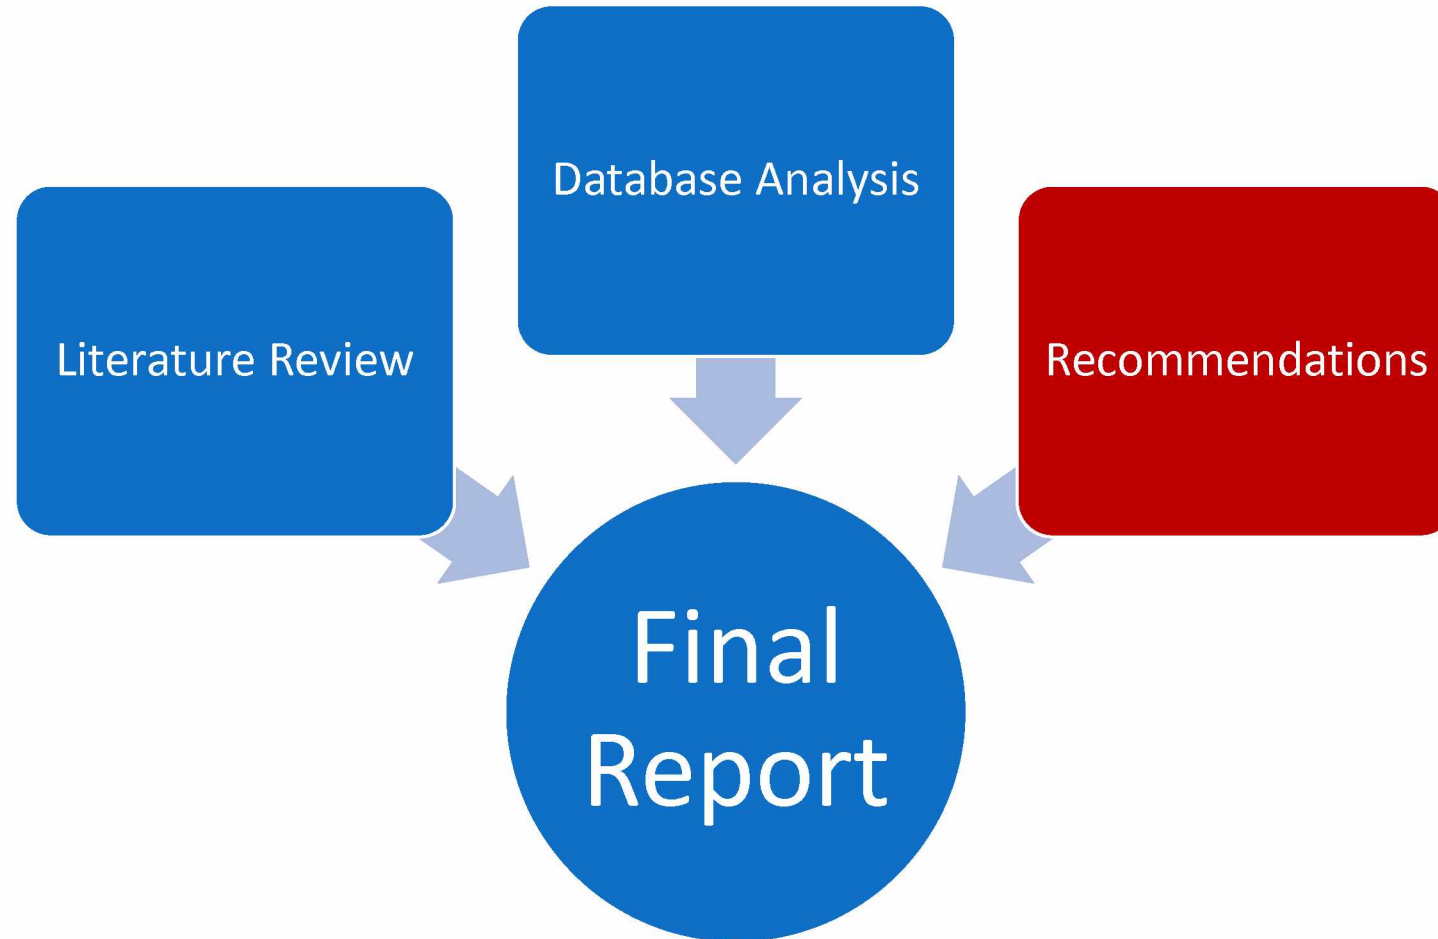 Database Analysis
Literature Review
Recommendations
Final
Report